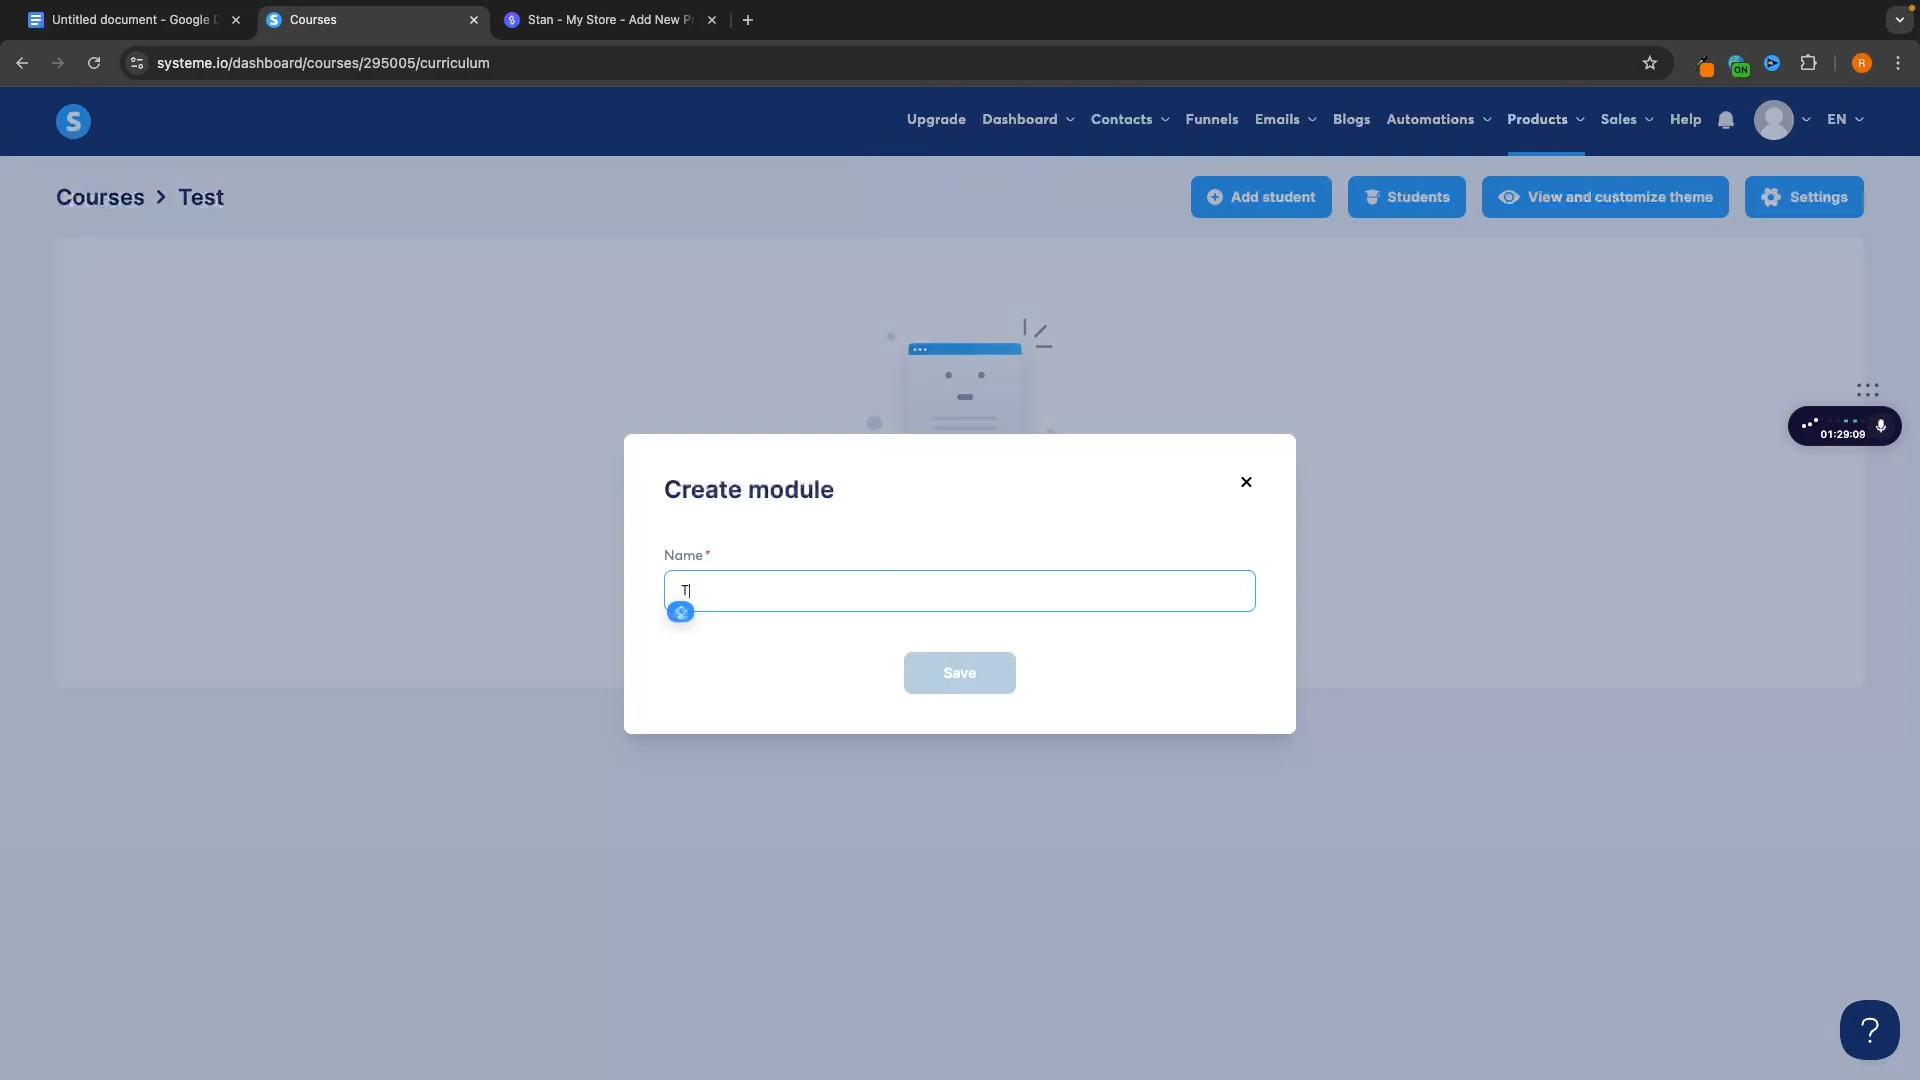 Untitled document - Google D
Courses
Stan - My Store - Add New Pr
systeme.io/dashboard/courses/295005/curriculum
ON
R
S
Upgrade
Dashboard
Contacts
Funnels
Emails
Blogs
Automations
Products
Sales
Help
EN
Courses > Test
Add student
Students
View and customize theme
Settings
01:29:09
Create module
Name*
T
Save
?